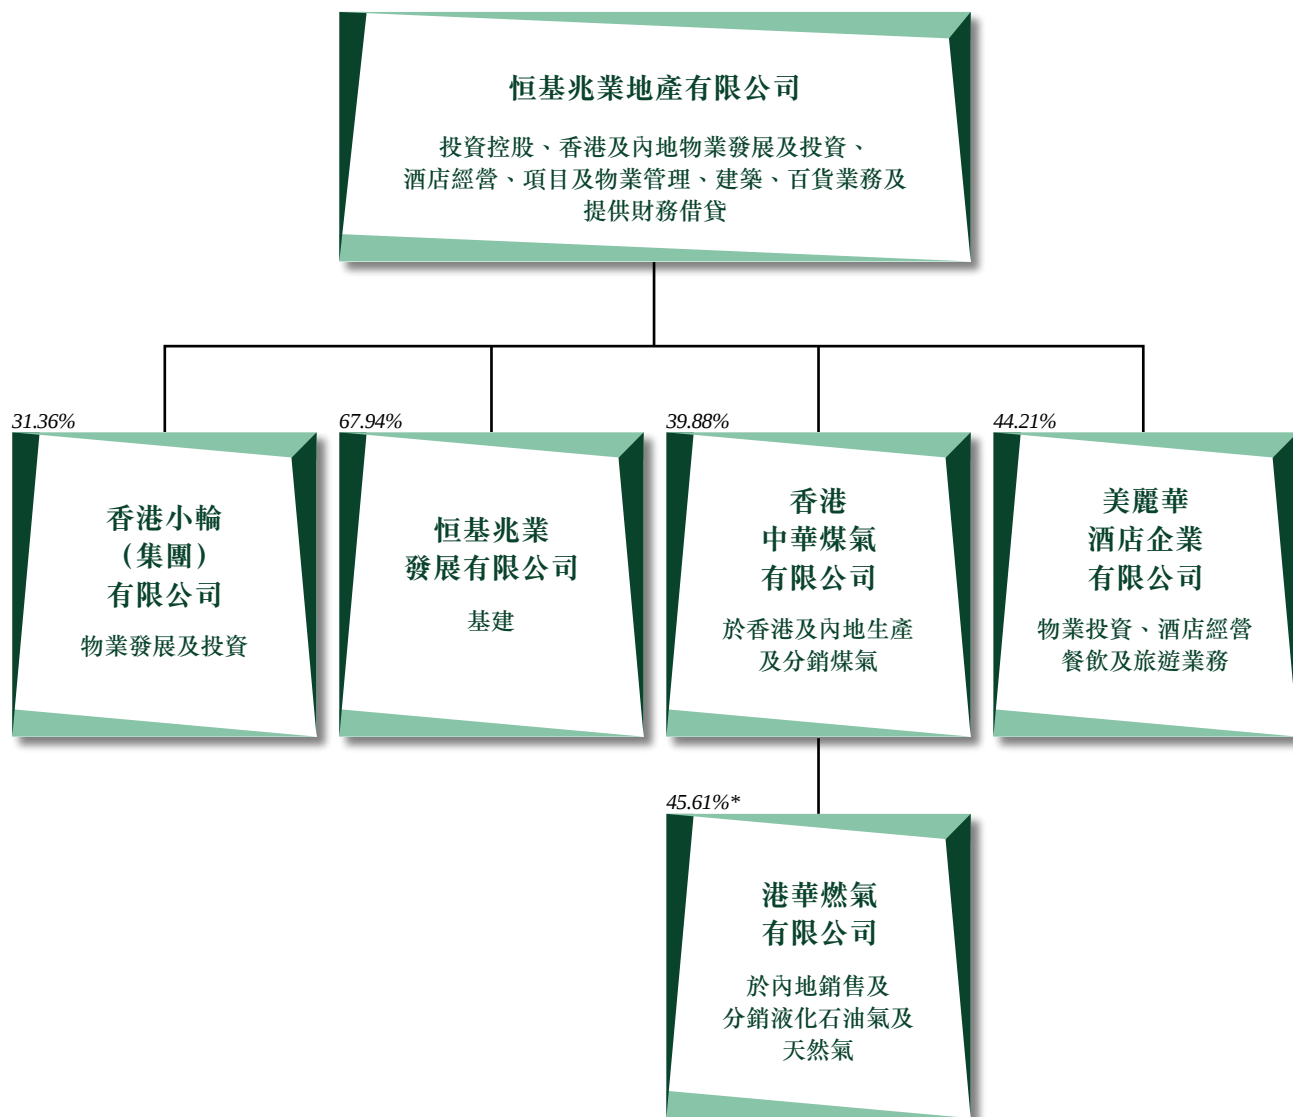 恒基兆業地產有限公司
投資控股、香港及內地物業發展及投資、
酒店經營、項目及物業管理、建築、百貨業務及
提供財務借貸
31.36%
香港小輪
（集團）
有限公司
物業發展及投資
67.94%
恒基兆業
發展有限公司
基建
39.88%
香港
中華煤氣
有限公司
於香港及內地生產
及分銷煤氣
44.21%
美麗華
酒店企業
有限公司
物業投資、酒店經營
餐飲及旅遊業務
45.61%*
港華燃氣
有限公司
於內地銷售及
分銷液化石油氣及
天然氣